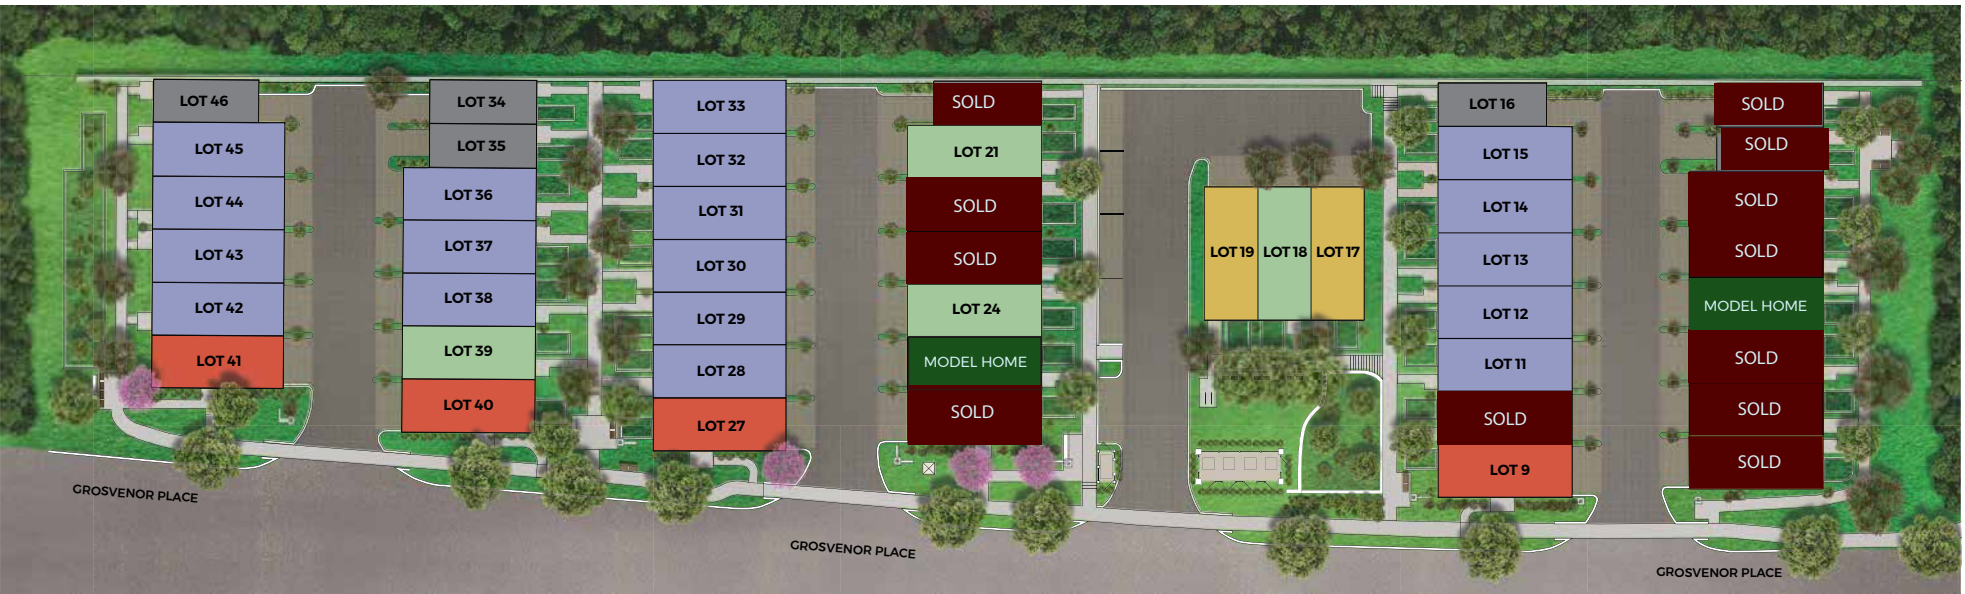 LOT 46
LOT 45
LOT 44
LOT 43
LOT 42
LOT 41
LOT 34
LOT 35
LOT 36
LOT 37
LOT 38
LOT 39
LOT 40
LOT 33
LOT 32
LOT 31
LOT 30
LOT 29
LOT 28
LOT 27
SOLD
LOT 21
SOLD
SOLD
LOT 24
MODEL HOME
SOLD
LOT 19
LOT 18
LOT 17
LOT 16
LOT 15
LOT 14
LOT 13
LOT 12
LOT 11
SOLD
LOT 9
SOLD
SOLD
SOLD
SOLD
MODEL HOME
SOLD
SOLD
SOLD
GROSVENOR PLACE
GROSVENOR PLACE
GROSVENOR PLACE